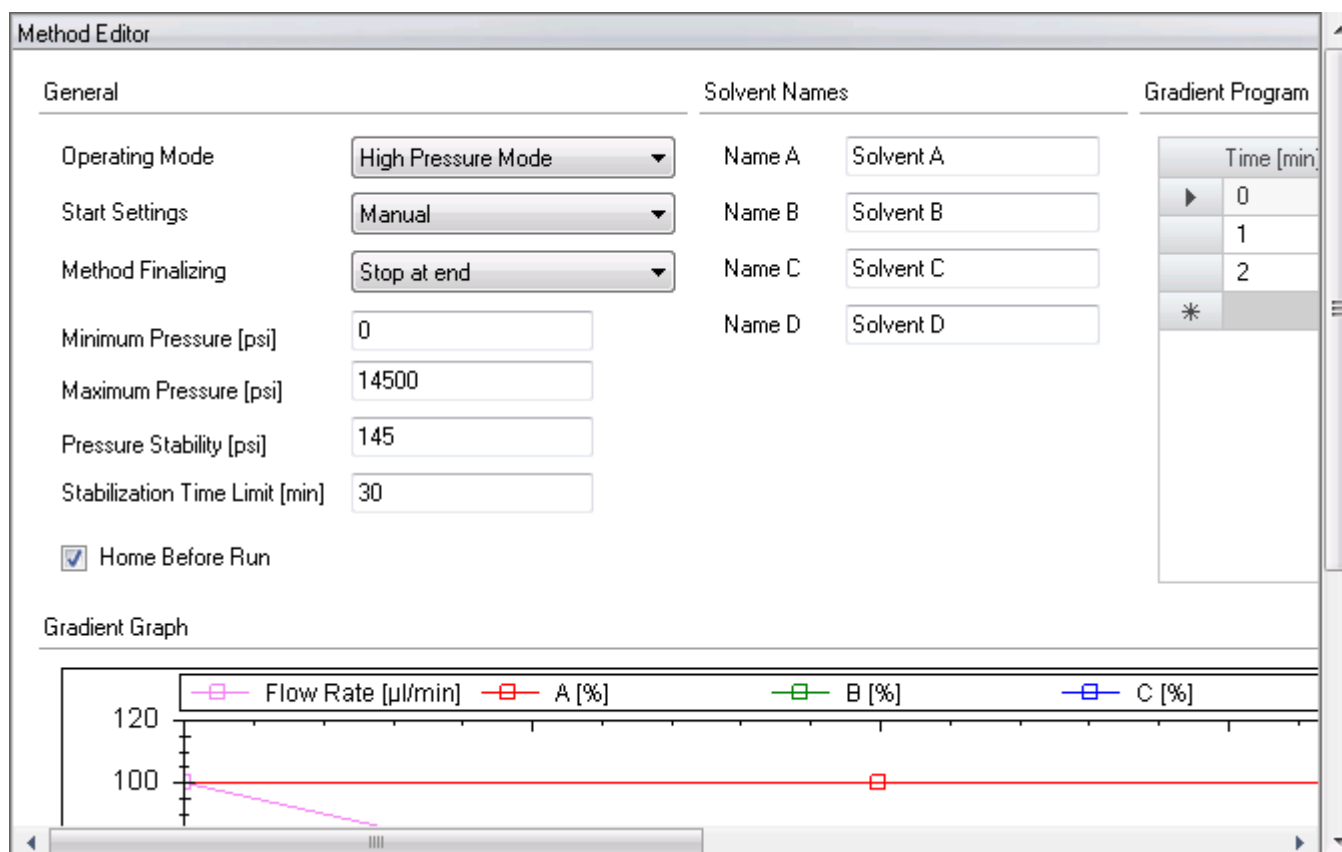 Method Editor
General
Operating Mode High Pressure Mode
Start Settings Manual
Method Finalizing Stop at end
Minimum Pressure [psi] 0
Maximum Pressure [psi] 14500
Pressure Stability [psi] 145
Stabilization Time Limit [min] 30
Home Before Run
Solvent Names
Name A Solvent A
Name B Solvent B
Name C Solvent C
Name D Solvent D
Gradient Program
Time [min]
0
1
2
Gradient Graph
Flow Rate [µl/min] A [%] B [%] C [%]
120
100